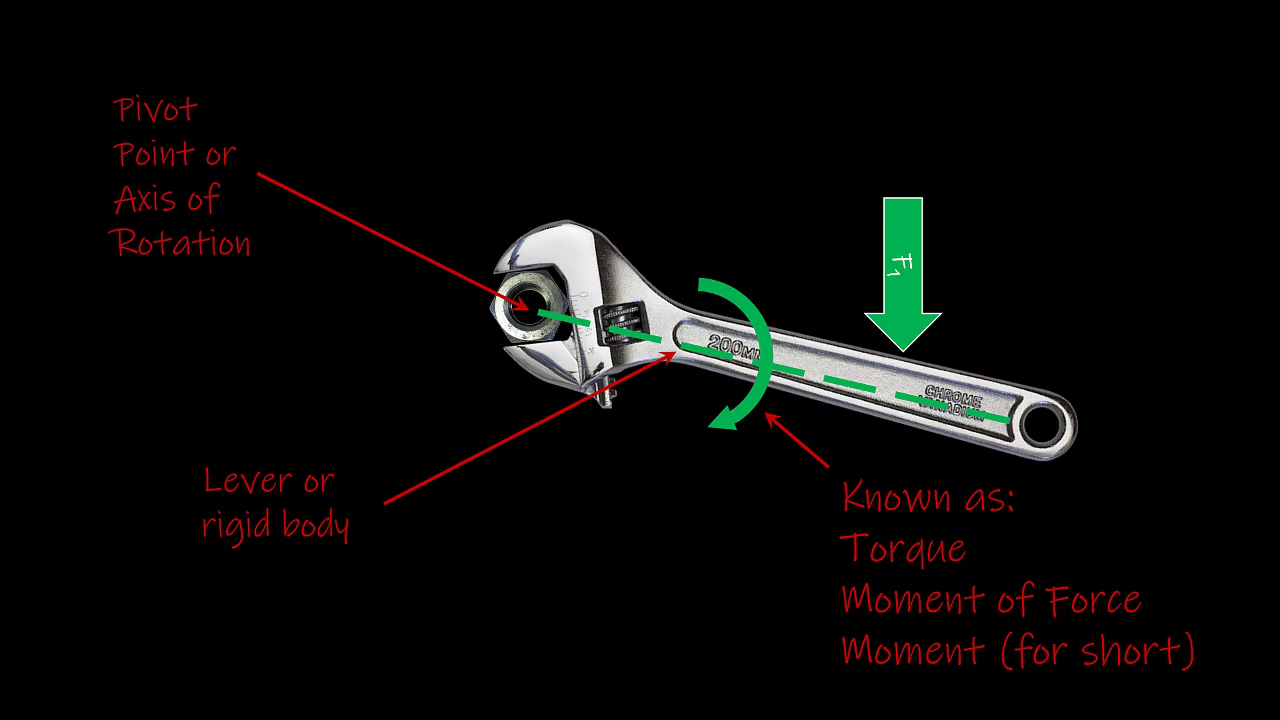 Pivot
Point or
Axis of
Rotation
F1
200MM
CHROME
VANADIUM
Lever or
rigid body
Known as:
Torque
Moment of Force
Moment (for short)